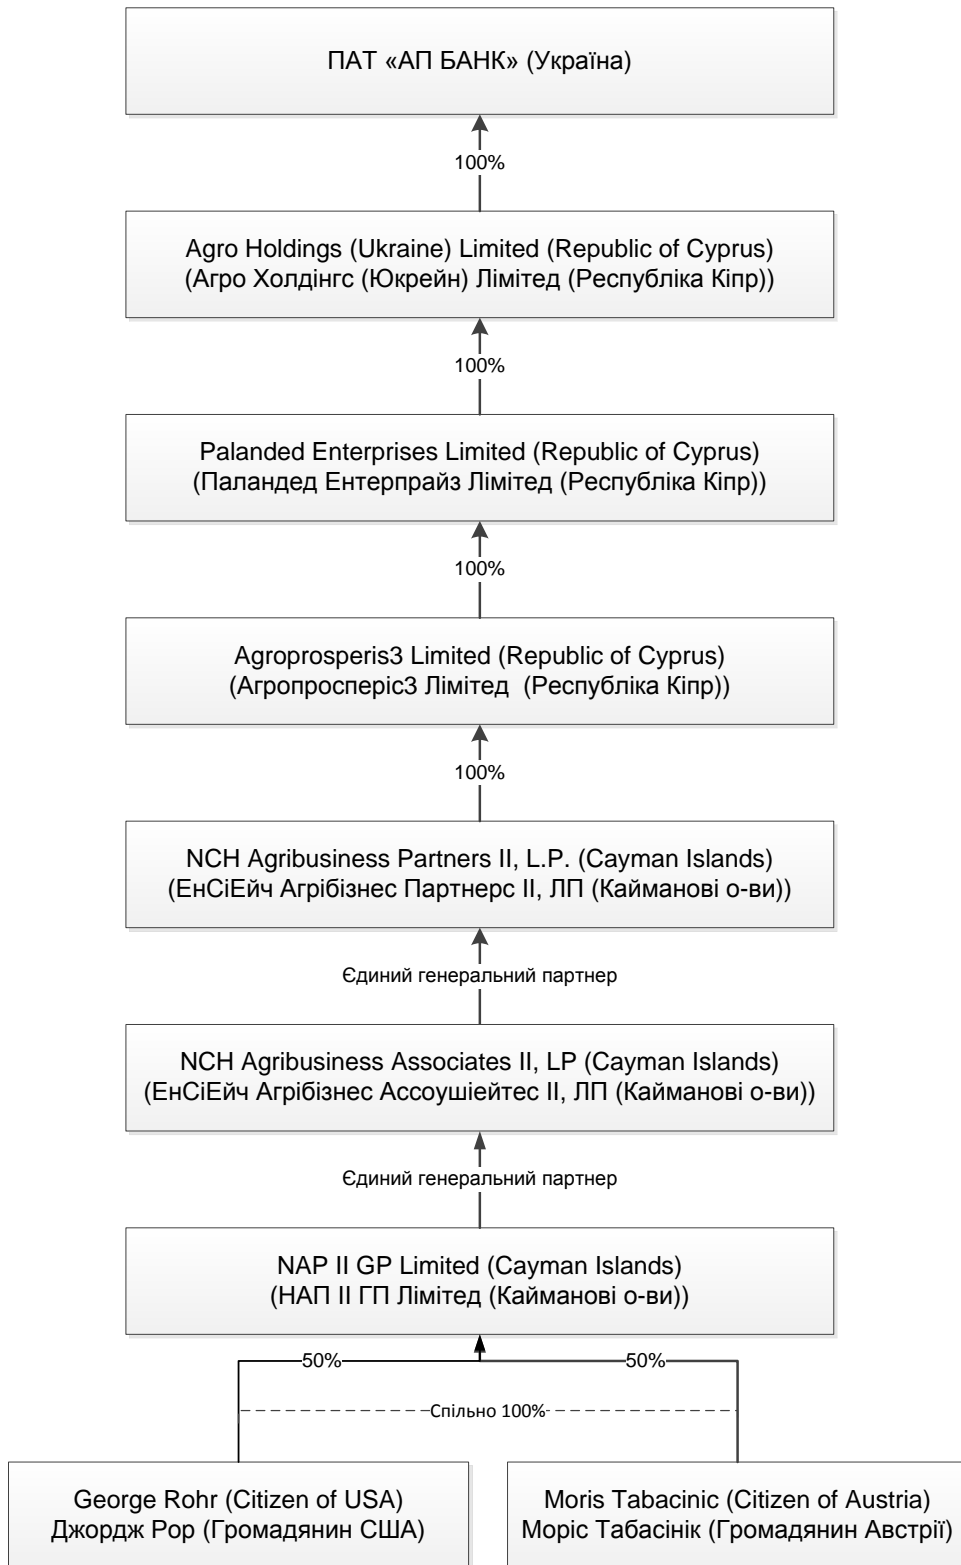 ПАТ «АП БАНК» (Україна)
100%
Agro Holdings (Ukraine) Limited (Republic of Cyprus)
(Агро Холдінгс (Юкрейн) Лімітед (Республіка Кіпр))
100%
Palanded Enterprises Limited (Republic of Cyprus)
(Паландед Ентерпрайз Лімітед (Республіка Кіпр))
100%
Agroprosperis3 Limited (Republic of Cyprus)
(Агропросперіс3 Лімітед (Республіка Кіпр))
100%
NCH Agribusiness Partners II, L.P. (Cayman Islands)
(ЕнСіЕйч Агрібізнес Партнерс II, ЛП (Кайманові о-ви))
Єдиний генеральний партнер
NCH Agribusiness Associates II, LP (Cayman Islands)
(ЕнСіЕйч Агрібізнес Ассоушіейтес II, ЛП (Кайманові о-ви))
Єдиний генеральний партнер
NAP II GP Limited (Cayman Islands)
(НАП II ГП Лімітед (Кайманові о-ви))
50% 50%
Спільно 100%
George Rohr (Citizen of USA)
Джордж Рор (Громадянин США)
Moris Tabacinic (Citizen of Austria)
Моріс Табасінік (Громадянин Австрії)